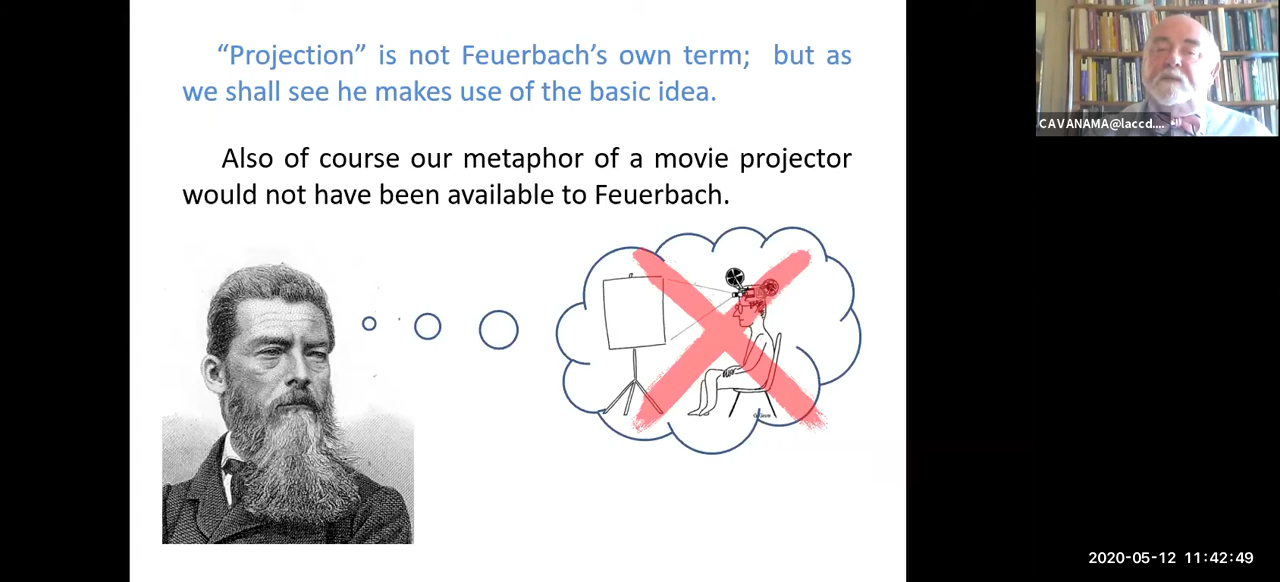 “Projection” is not Feuerbach’s own term;  but as
we shall see he makes use of the basic idea.
Also of course our metaphor of a movie projector
would not have been available to Feuerbach.
CAVANAMA@laccd....
2020-05-12 11:42:49